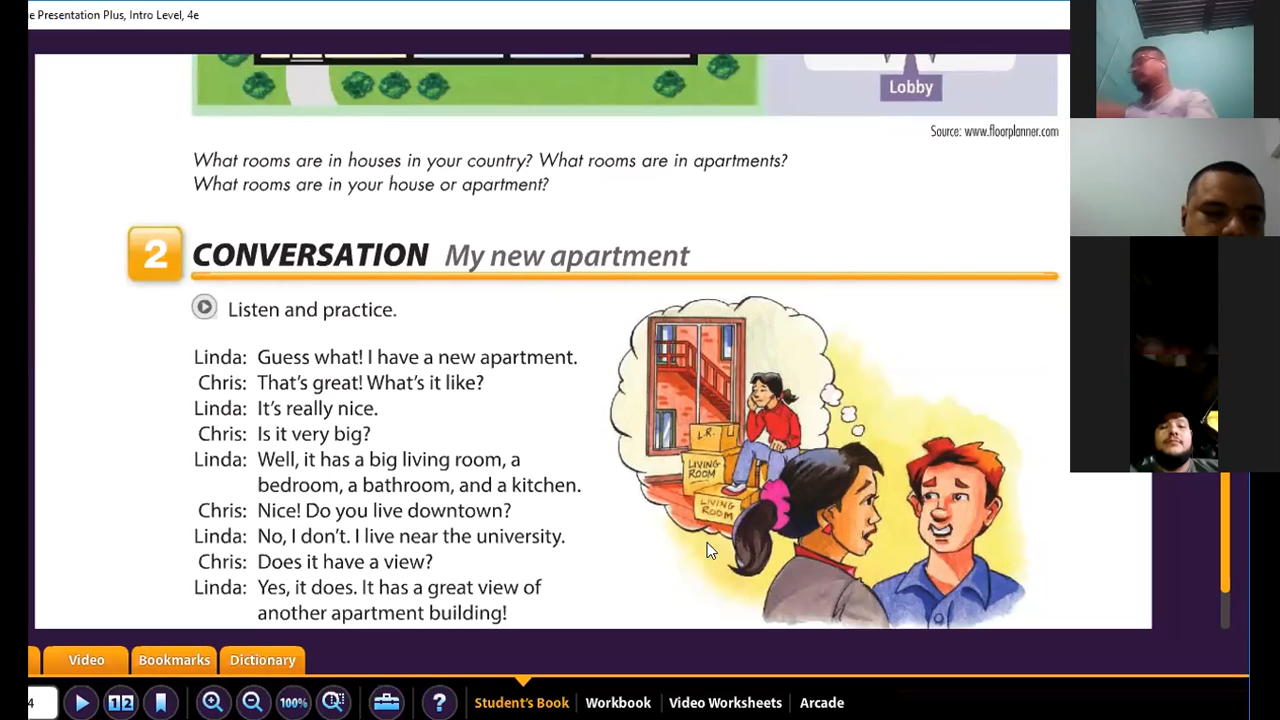 e Presentation Plus, Intro Level, 4e
Lobby
Source: www.floorplanner.com
What rooms are in houses in your country? What rooms are in apartments?
What rooms are in your house or apartment?
2 CONVERSATION My new apartment
Listen and practice.
Linda: Guess what! I have a new apartment.
Chris: That's great! What's it like?
Linda: It's really nice.
Chris: Is it very big?
Linda: Well, it has a big living room, a
bedroom, a bathroom, and a kitchen.
Chris: Nice! Do you live downtown?
Linda: No, I don't. I live near the university.
Chris: Does it have a view?
Linda: Yes, it does. It has a great view of
another apartment building!
L.R.
LIVING
ROOM
LIVING
ROOM
Video Bookmarks Dictionary
4 1 2 100% ? Student's Book Workbook Video Worksheets Arcade